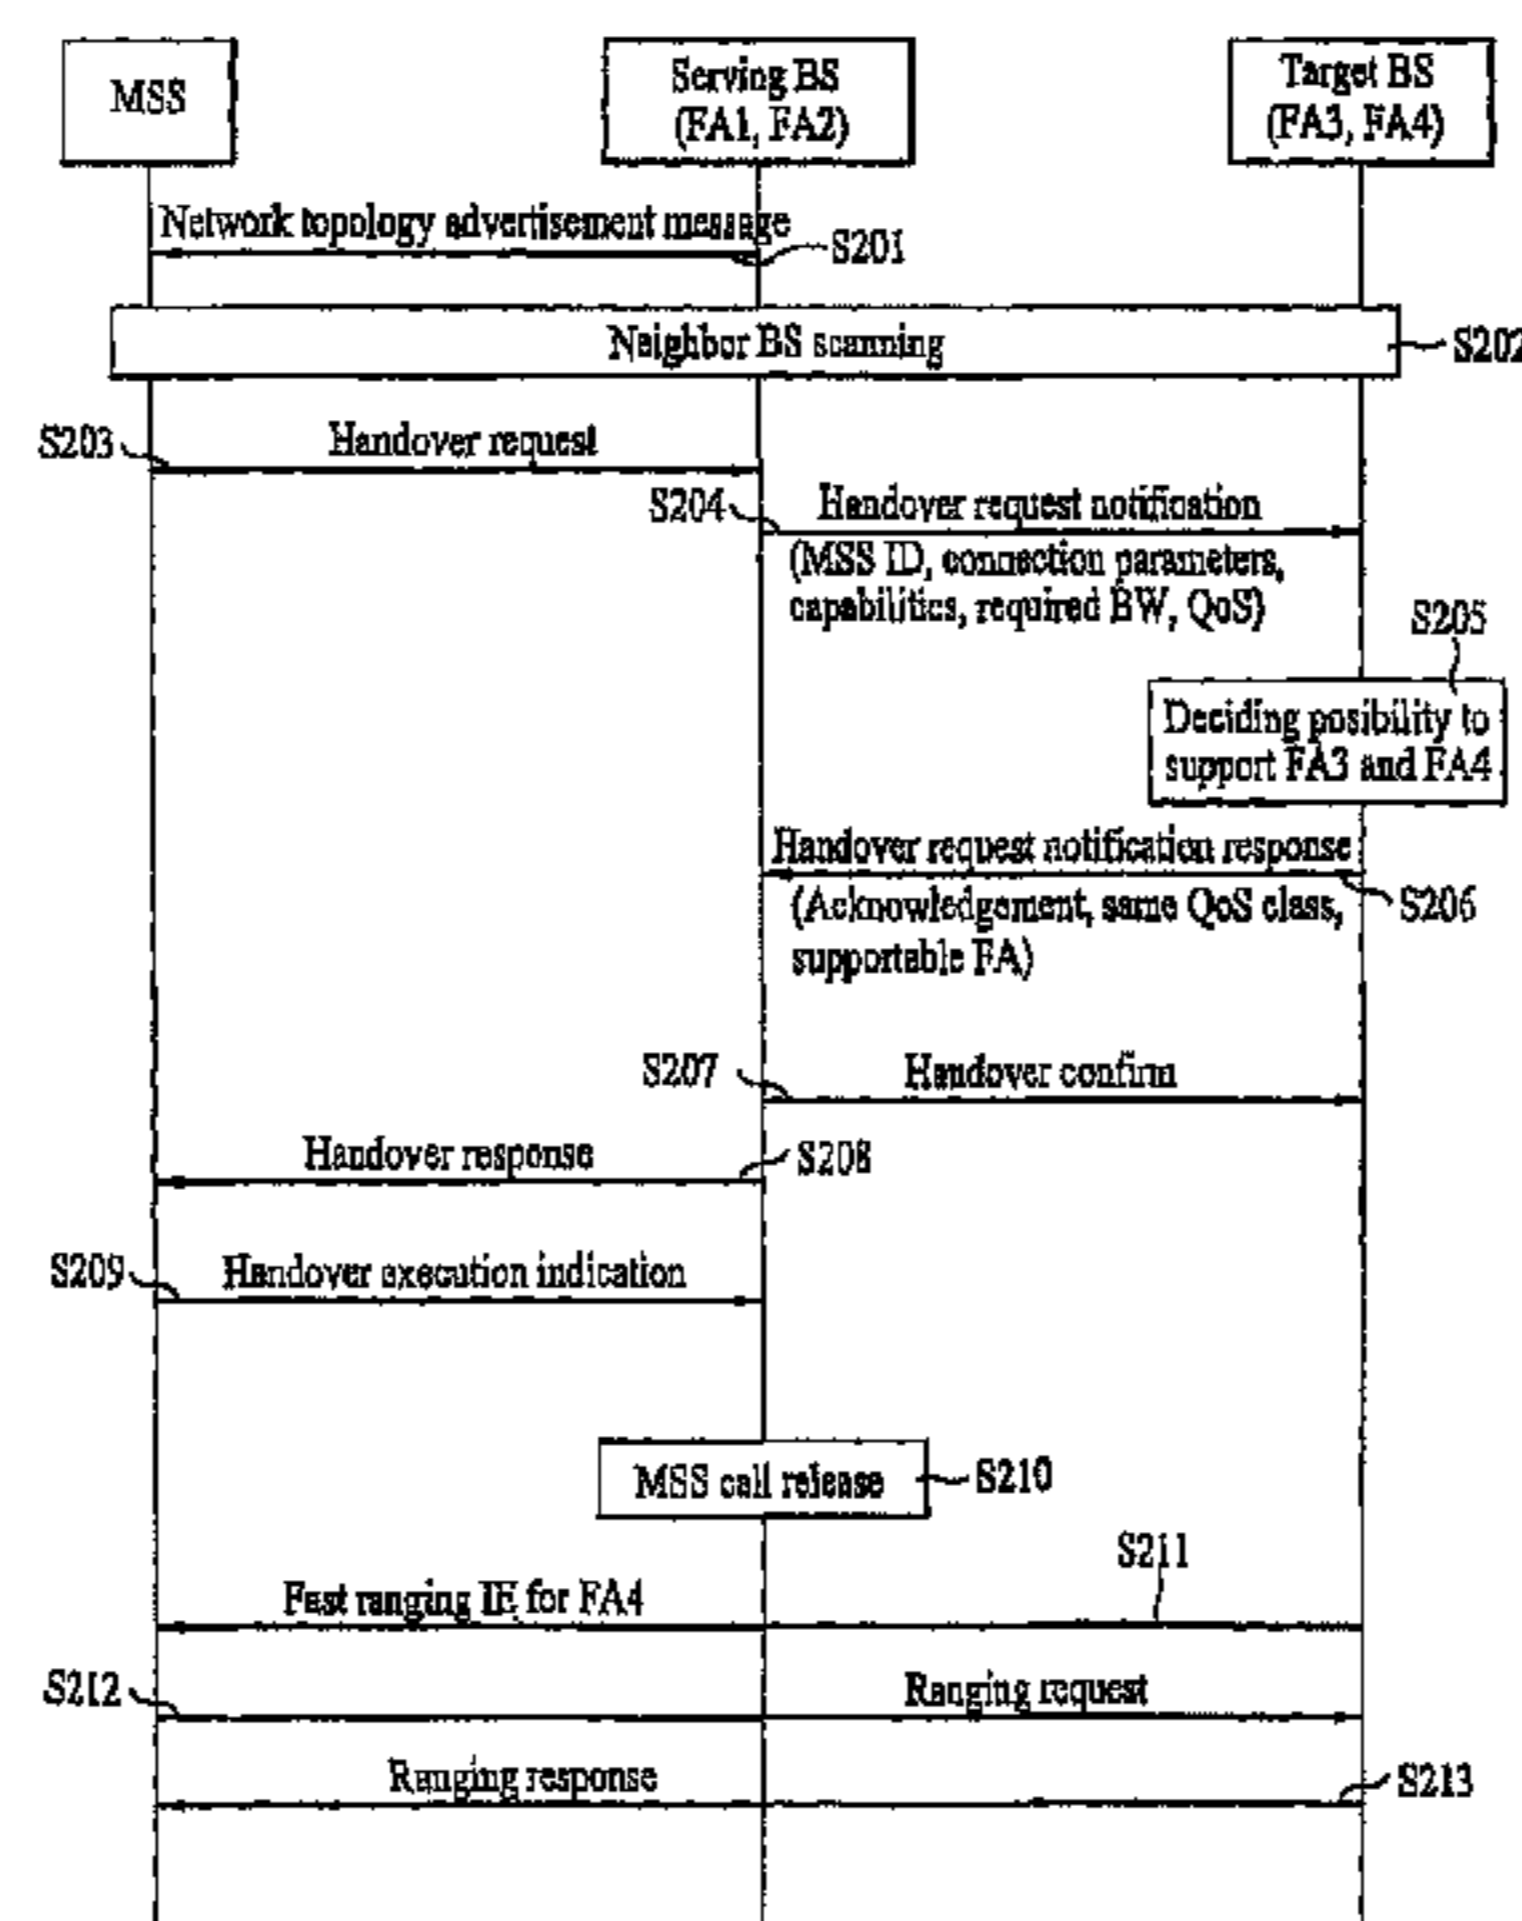 MSS
Serving BS
(FA1, FA2)
Target BS
(FA3, FA4)
Network topology advertisement message
S201
Neighbor BS scanning
S202
S203
Handover request
S204
Handover request notification
(MSS ID, connection parameters,
capabilities, required BW, QoS)
S205
Deciding posibility to
support FA3 and FA4
Handover request notification response
(Acknowledgement, same QoS class,
supportable FA)
S206
S207
Handover confirm
Handover response
S208
S209
Handover execution indication
MSS call release
S210
S211
Fast ranging IE for FA4
S212
Ranging request
Ranging response
S213